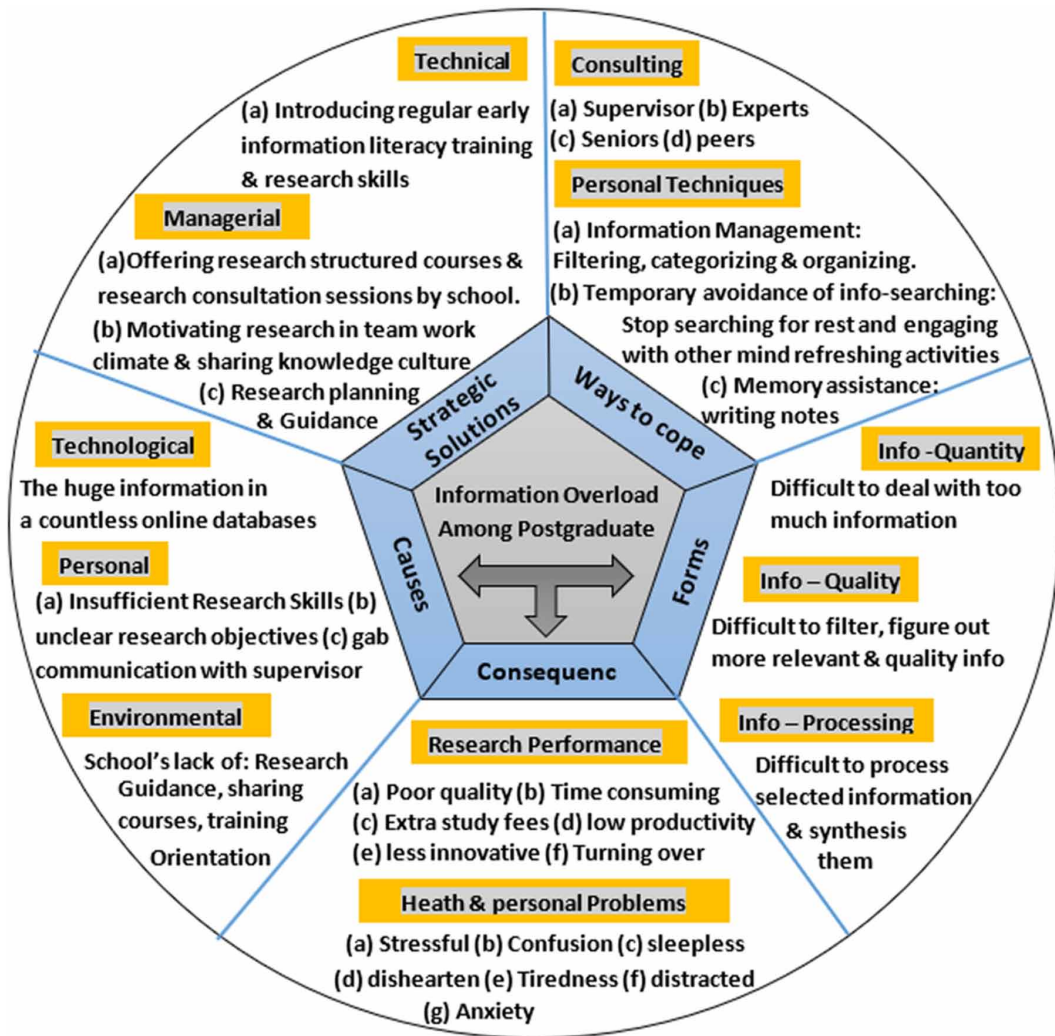 Technical
(a) Introducing regular early
information literacy training
& research skills
Managerial
(a)Offering research structured courses &
research consultation sessions by school.
(b) Motivating research in team work
climate & sharing knowledge culture
(c) Research planning
& Guidance
Consulting
(a) Supervisor (b) Experts
(c) Seniors (d) peers
Personal Techniques
(a) Information Management:
Filtering, categorizing & organizing.
(b) Temporary avoidance of info-searching:
Stop searching for rest and engaging
with other mind refreshing activities
(c) Memory assistance:
writing notes
Strategic
Solutions
Ways to cope
Information Overload
Among Postgraduate
Causes
Forms
Consequenc
Technological
The huge information in
a countless online databases
Personal
(a) Insufficient Research Skills (b)
unclear research objectives (c) gab
communication with supervisor
Environmental
School's lack of: Research
Guidance, sharing
courses, training
Orientation
Info -Quantity
Difficult to deal with too
much information
Info – Quality
Difficult to filter, figure out
more relevant & quality info
Info – Processing
Difficult to process
selected information
& synthesis
them
Research Performance
(a) Poor quality (b) Time consuming
(c) Extra study fees (d) low productivity
(e) less innovative (f) Turning over
Heath & personal Problems
(a) Stressful (b) Confusion (c) sleepless
(d) dishearten (e) Tiredness (f) distracted
(g) Anxiety